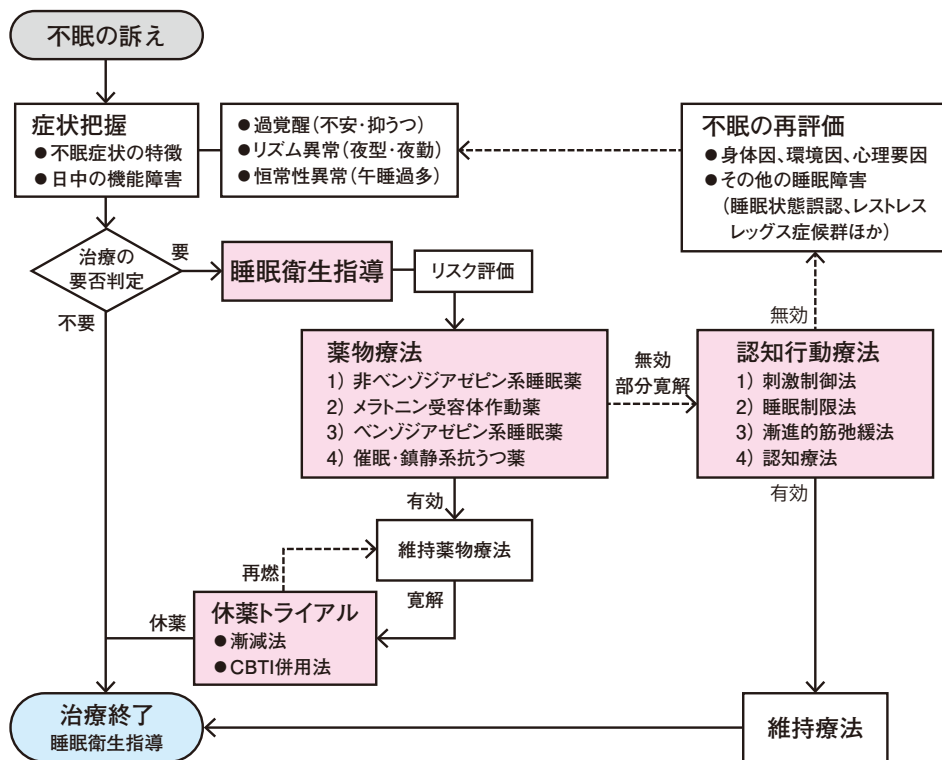 不眠の訴え
症状把握
●不眠症状の特徴
●日中の機能障害
●過覚醒(不安・抑うつ)
●リズム異常(夜型・夜勤)
●恒常性異常(午睡過多)
不眠の再評価
●身体因、環境因、心理要因
●その他の睡眠障害
(睡眠状態誤認、レストレス
レッグス症候群ほか)
治療の
要否判定
要
不要
睡眠衛生指導
リスク評価
無効
薬物療法
1) 非ベンゾジアゼピン系睡眠薬
2) メラトニン受容体作動薬
3) ベンゾジアゼピン系睡眠薬
4) 催眠・鎮静系抗うつ薬
無効
部分寛解
認知行動療法
1) 刺激制御法
2) 睡眠制限法
3) 漸進的筋弛緩法
4) 認知療法
有効
有効
維持薬物療法
再燃
寛解
休薬トライアル
●漸減法
●CBTI併用法
休薬
治療終了
睡眠衛生指導
維持療法